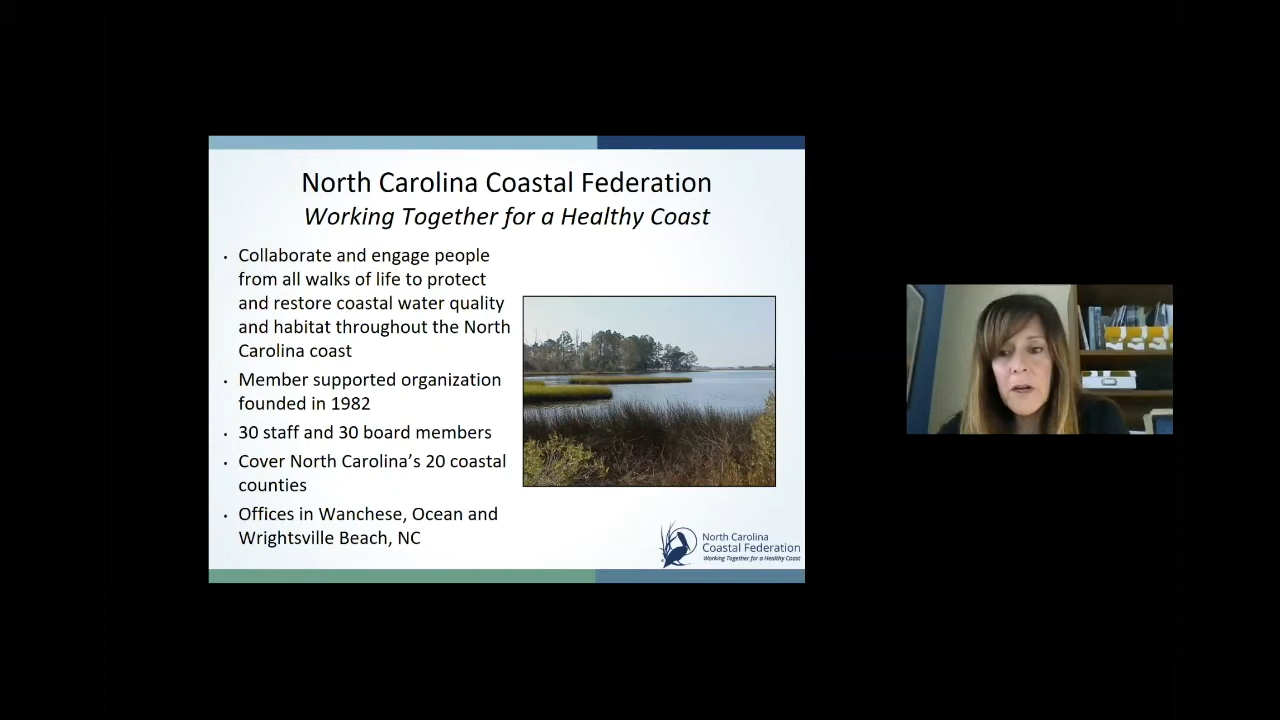 North Carolina Coastal Federation
Working Together for a Healthy Coast
• Collaborate and engage people
from all walks of life to protect
and restore coastal water quality
and habitat throughout the North
Carolina coast
• Member supported organization
founded in 1982
• 30 staff and 30 board members
• Cover North Carolina’s 20 coastal
counties
• Offices in Wanchese, Ocean and
Wrightsville Beach, NC
North Carolina
Coastal Federation
Working Together for a Healthy Coast